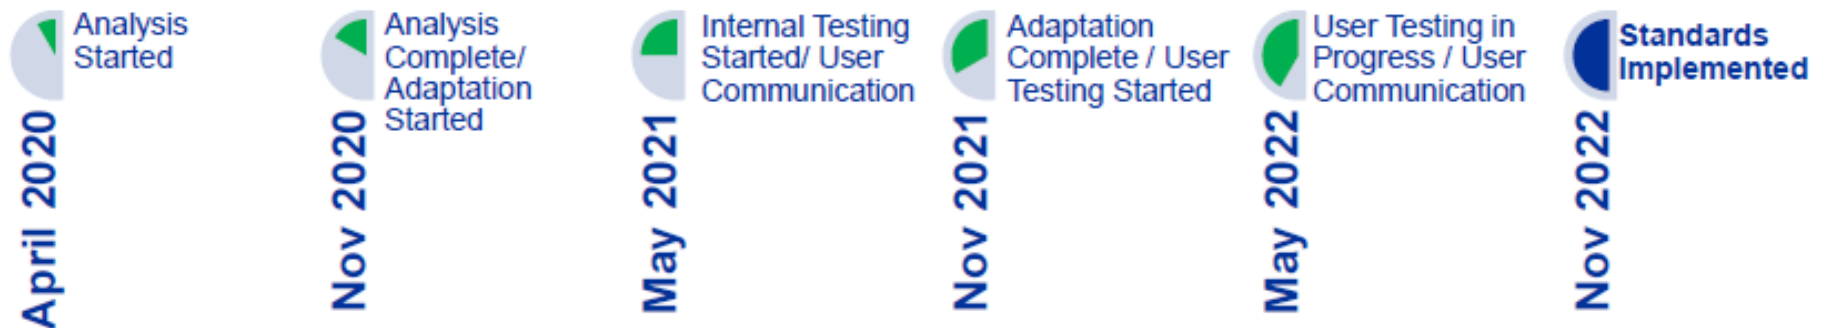 Analysis
Started
April 2020
Analysis
Complete/
Adaptation
Started
Nov 2020
Internal Testing
Started/ User
Communication
May 2021
Adaptation
Complete / User
Testing Started
Nov 2021
User Testing in
Progress / User
Communication
May 2022
Standards
Implemented
Nov 2022